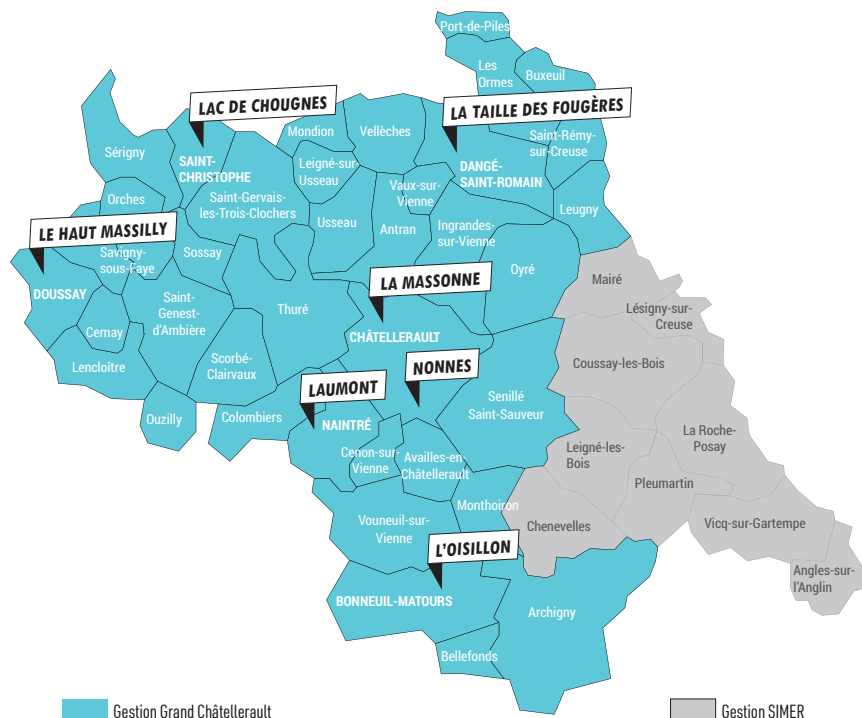 Port-de-Piles
Les
Ormes
Buxeuil
LAC DE CHOUGNES
LA TAILLE DES FOUGÈRES
Mondion
Vellèches
Saint-Rémy-
sur-Creuse
Sérigny
SAINT-
CHRISTOPHE
Leigné-sur-
Usseau
DANGÉ-
SAINT-ROMAIN
Vaux-sur-
Vienne
Saint-Gervais-
les-Trois-Clochers
Orches
Leugny
LE HAUT MASSILLY
Usseau
Antran
Ingrandes-
sur-Vienne
Savigny-
sous-Faye
Sossay
Oyré
LA MASSONNE
Mairé
DOUSSAY
Saint-
Genest-
d'Ambière
Thuré
Lésigny-sur-
Creuse
Cernay
CHÂTELLERAULT
Lencloître
Scorbé-
Clairvaux
Coussay-les-Bois
LAUMONT
NONNES
Senillé
Saint-Sauveur
Ouzilly
Colombiers
NAINTRÉ
La Roche-
Posay
Cenon-sur-
Vienne
Availles-en-
Châtellerault
Leigné-les-
Bois
Pleumartin
Monthoiron
Vouneuil-sur-
Vienne
Chenevelles
Vicq-sur-Gartempe
L'OISILLON
Angles-sur-
l'Anglin
BONNEUIL-MATOURS
Archigny
Bellefonds
Gestion Grand Châtellerault
Gestion SIMER